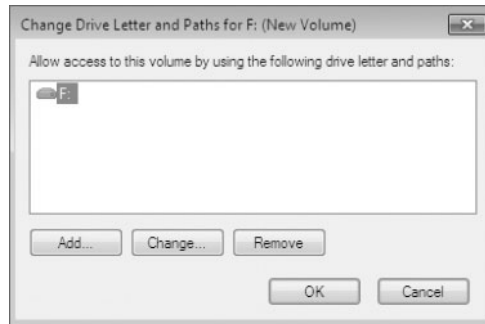 Change Drive Letter and Paths for F: (New Volume)
Allow access to this volume by using the following drive letter and paths:
F:
Add... Change... Remove
OK Cancel